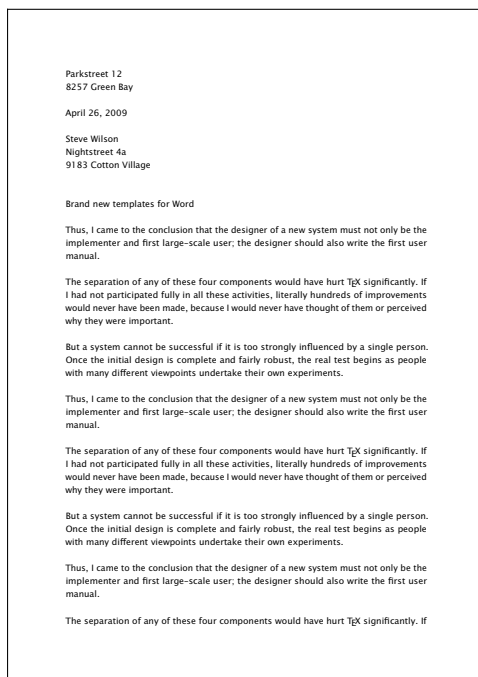 Parkstreet 12
8257 Green Bay
April 26, 2009
Steve Wilson
Nightstreet 4a
9183 Cotton Village
Brand new templates for Word
Thus, I came to the conclusion that the designer of a new system must not only be the
implementer and first large-scale user; the designer should also write the first user
manual.
The separation of any of these four components would have hurt TEX significantly. If
I had not participated fully in all these activities, literally hundreds of improvements
would never have been made, because I would never have thought of them or perceived
why they were important.
But a system cannot be successful if it is too strongly influenced by a single person.
Once the initial design is complete and fairly robust, the real test begins as people
with many different viewpoints undertake their own experiments.
Thus, I came to the conclusion that the designer of a new system must not only be the
implementer and first large-scale user; the designer should also write the first user
manual.
The separation of any of these four components would have hurt TEX significantly. If
I had not participated fully in all these activities, literally hundreds of improvements
would never have been made, because I would never have thought of them or perceived
why they were important.
But a system cannot be successful if it is too strongly influenced by a single person.
Once the initial design is complete and fairly robust, the real test begins as people
with many different viewpoints undertake their own experiments.
Thus, I came to the conclusion that the designer of a new system must not only be the
implementer and first large-scale user; the designer should also write the first user
manual.
The separation of any of these four components would have hurt TEX significantly. If